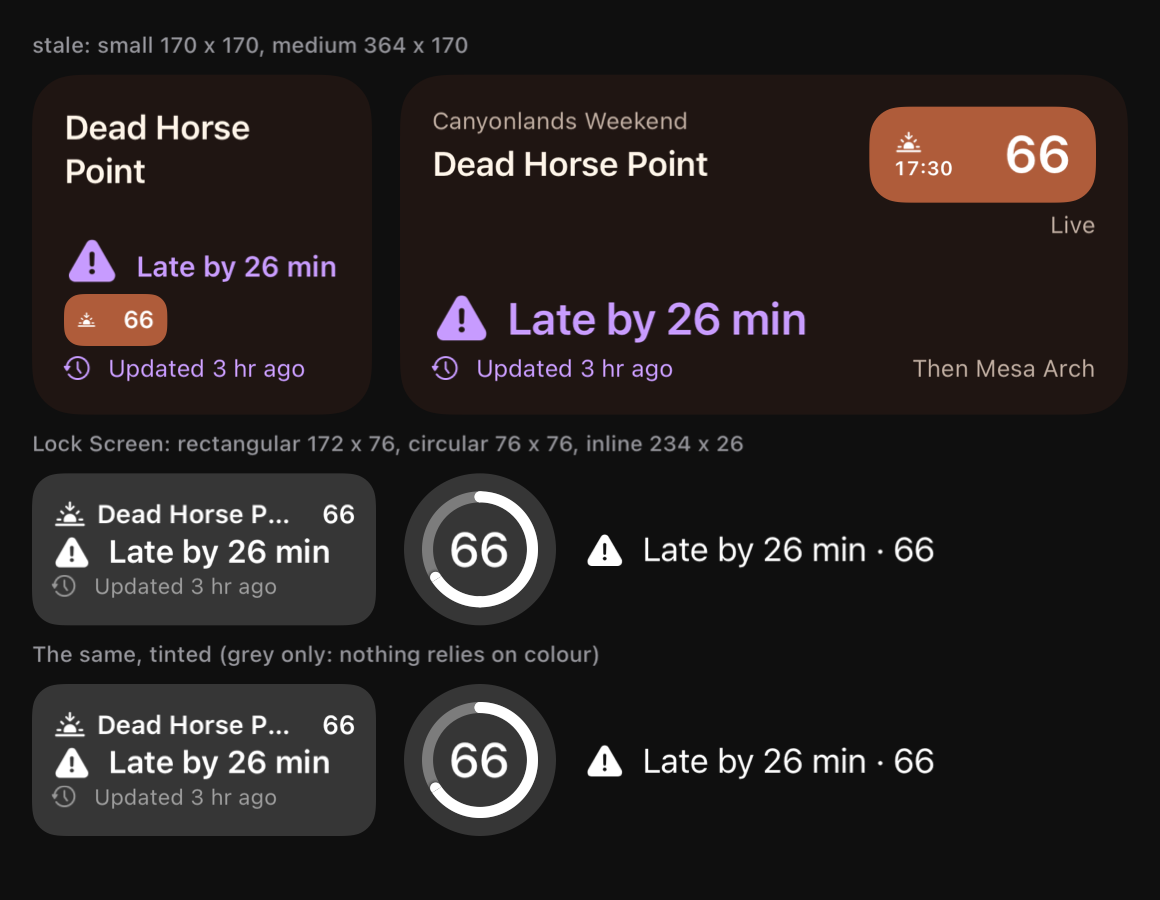 stale: small 170 x 170, medium 364 x 170
Dead Horse
Point
Late by 26 min
66
Updated 3 hr ago
Canyonlands Weekend
Dead Horse Point
17:30
66
Live
Late by 26 min
Updated 3 hr ago
Then Mesa Arch
Lock Screen: rectangular 172 x 76, circular 76 x 76, inline 234 x 26
Dead Horse P... 66
Late by 26 min
Updated 3 hr ago
66
Late by 26 min · 66
The same, tinted (grey only: nothing relies on colour)
Dead Horse P... 66
Late by 26 min
Updated 3 hr ago
66
Late by 26 min · 66